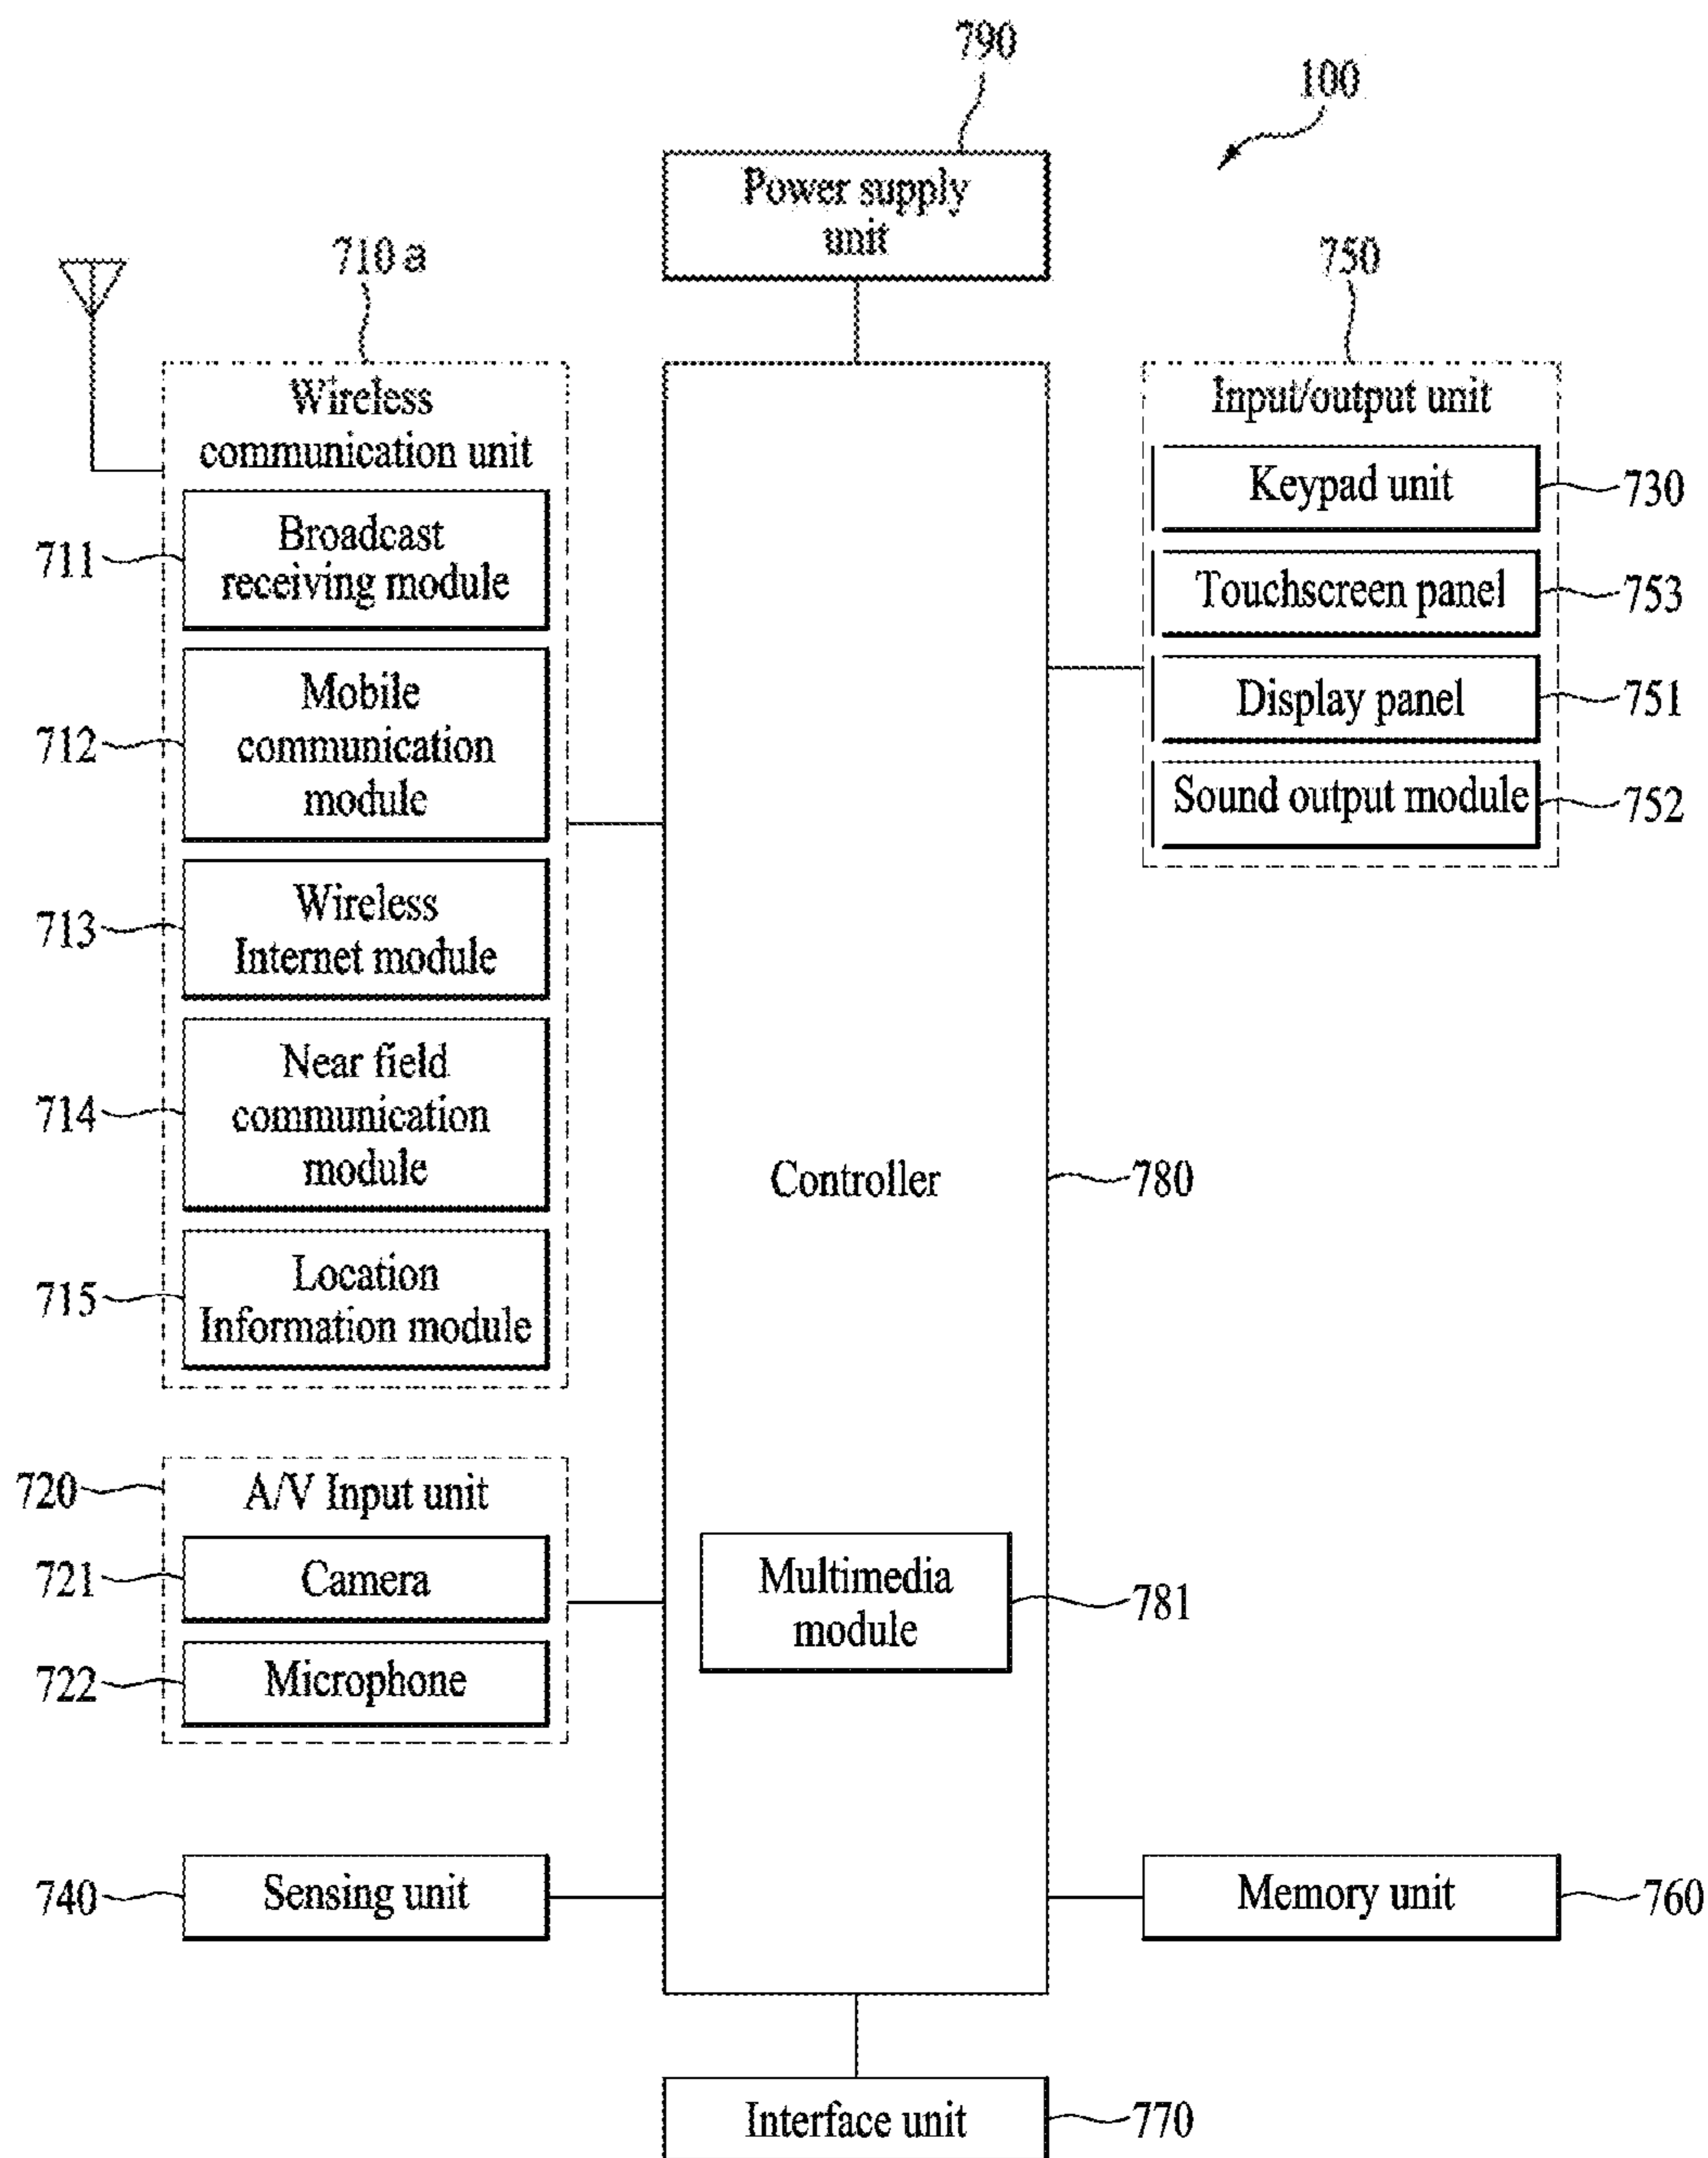 790
100
Power supply
unit
710a
750
Wireless
communication unit
711
Broadcast
receiving module
712
Mobile
communication
module
713
Wireless
Internet module
714
Near field
communication
module
715
Location
Information module
720
A/V Input unit
721
Camera
722
Microphone
740
Sensing unit
Controller
780
Multimedia
module
781
Input/output unit
Keypad unit
730
Touchscreen panel
753
Display panel
751
Sound output module
752
Memory unit
760
Interface unit
770